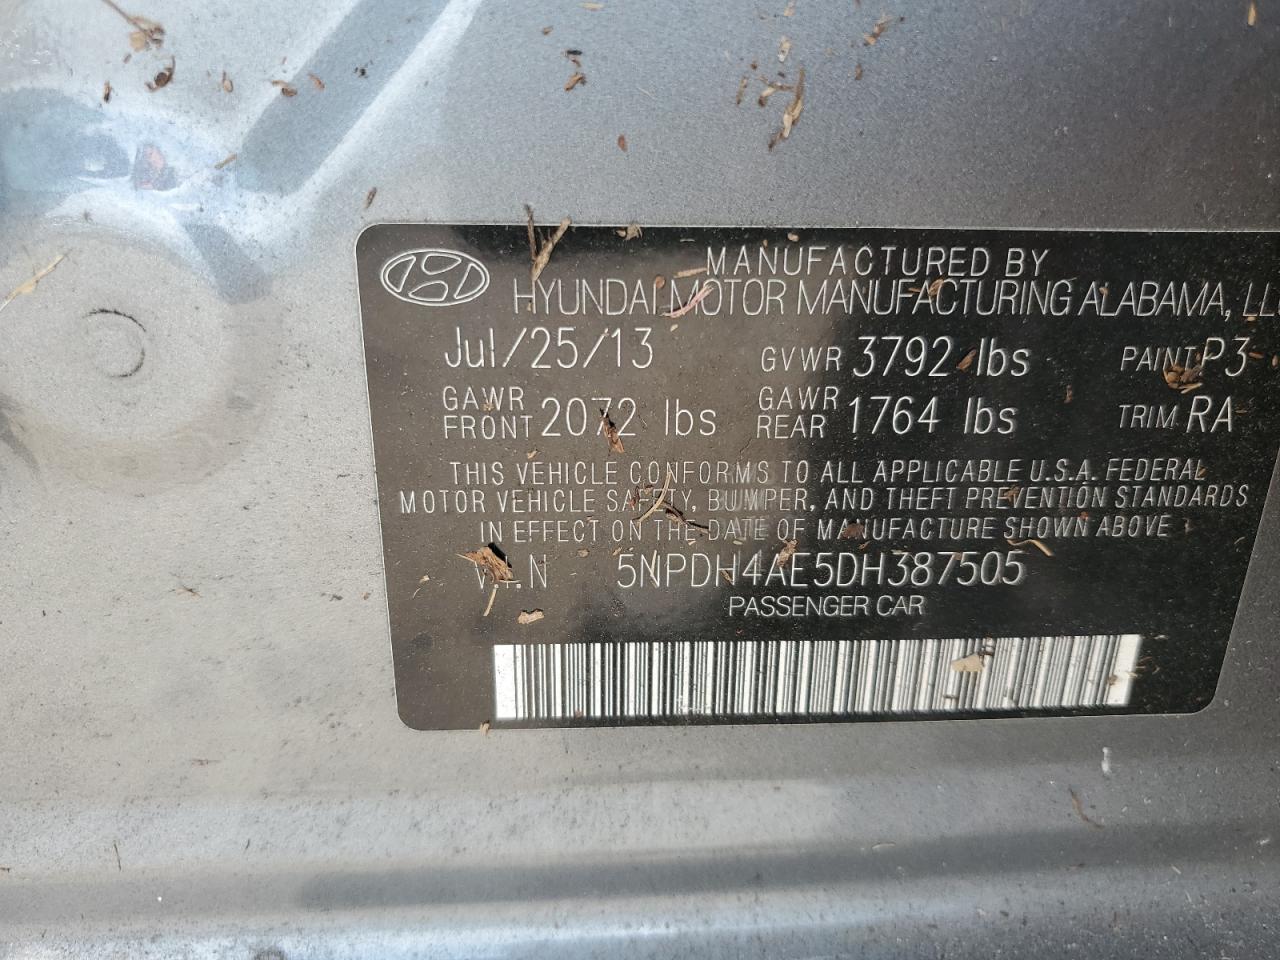 MANUFACTURED BY
HYUNDAI MOTOR MANUFACTURING ALABAMA, LLC
Jul/25/13 GVWR 3792 lbs PAINT P3
GAWR FRONT 2072 lbs GAWR REAR 1764 lbs TRIM RA
THIS VEHICLE CONFORMS TO ALL APPLICABLE U.S.A. FEDERAL
MOTOR VEHICLE SAFETY, BUMPER, AND THEFT PREVENTION STANDARDS
IN EFFECT ON THE DATE OF MANUFACTURE SHOWN ABOVE
V.I.N 5NPDH4AE5DH387505
PASSENGER CAR